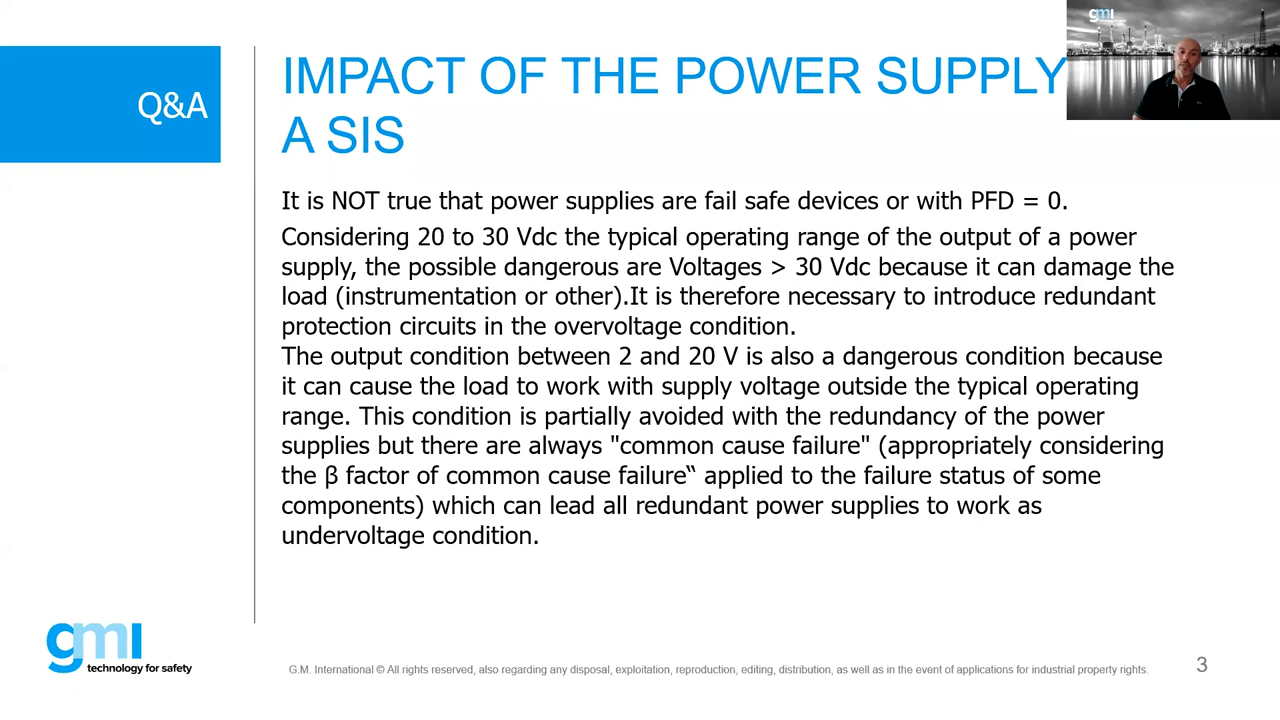 Q&A
IMPACT OF THE POWER SUPPLY
A SIS
gmi
It is NOT true that power supplies are fail safe devices or with PFD = 0.
Considering 20 to 30 Vdc the typical operating range of the output of a power
supply, the possible dangerous are Voltages > 30 Vdc because it can damage the
load (instrumentation or other).It is therefore necessary to introduce redundant
protection circuits in the overvoltage condition.
The output condition between 2 and 20 V is also a dangerous condition because
it can cause the load to work with supply voltage outside the typical operating
range. This condition is partially avoided with the redundancy of the power
supplies but there are always "common cause failure" (appropriately considering
the β factor of common cause failure“ applied to the failure status of some
components) which can lead all redundant power supplies to work as
undervoltage condition.
gmi
technology for safety
G.M. International © All rights reserved, also regarding any disposal, exploitation, reproduction, editing, distribution, as well as in the event of applications for industrial property rights.
3